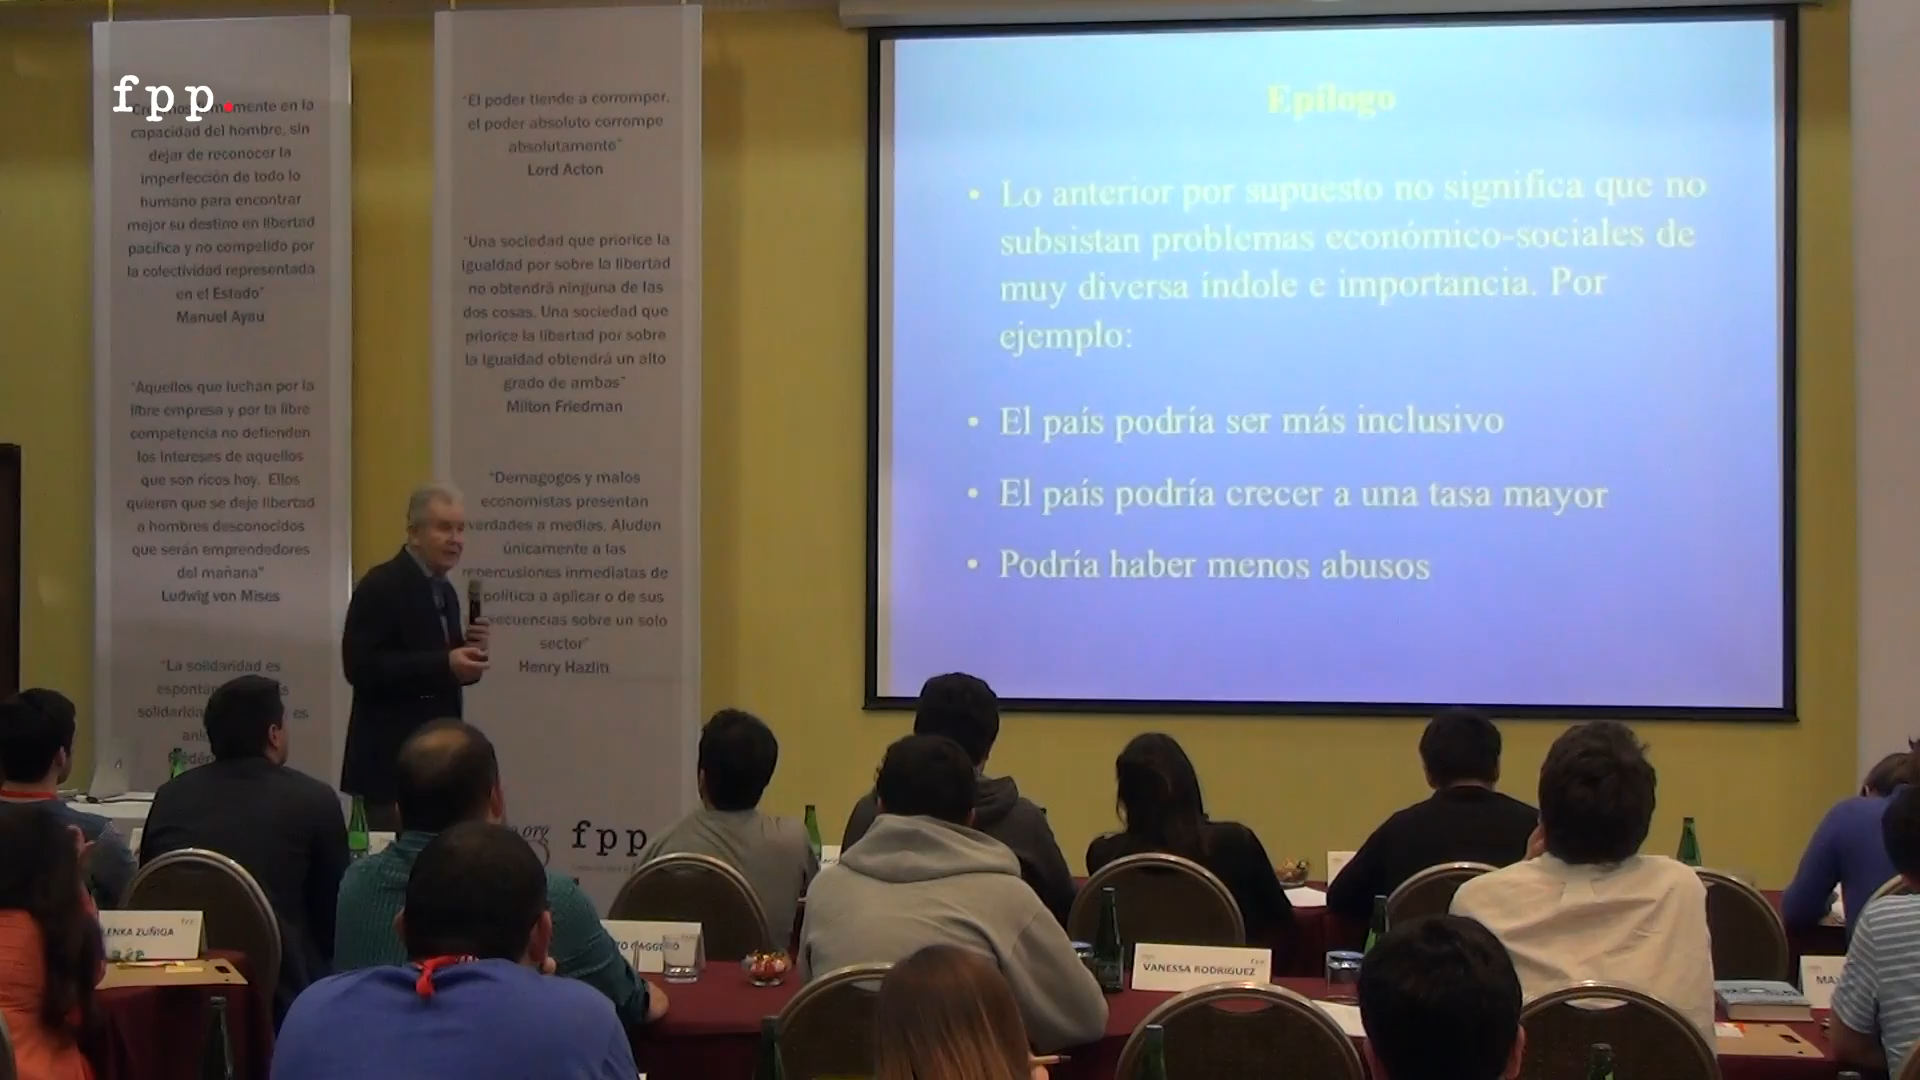 fpp.
mente en la
capacidad del hombre, sin
dejar de reconocer la
imperfección de todo lo
humano para encontrar
mejor su destino en libertad
pacífica y no compelido por
la colectividad representada
en el Estado"
Manuel Ayau
"Aquellos que luchan por la
libre empresa y por la libre
competencia no defienden
los intereses de aquellos
que son ricos hoy. Ellos
quieren que se deje libertad
a hombres desconocidos
que serán emprendedores
del mañana"
Ludwig von Mises
"La solidaridad es
"El poder tiende a corromper,
el poder absoluto corrompe
absolutamente"
Lord Acton
"Una sociedad que priorice la
igualdad por sobre la libertad
no obtendrá ninguna de las
dos cosas. Una sociedad que
priorice la libertad por sobre
la igualdad obtendrá un alto
grado de ambas"
Milton Friedman
"Demagogos y malos
economistas presentan
verdades a medias. Aluden
únicamente a las
repercusiones inmediatas de
política a aplicar o de sus
secuencias sobre un solo
sector"
Henry Hazlitt
.org
fpp
Epílogo
• Lo anterior por supuesto no significa que no
subsistan problemas económico-sociales de
muy diversa índole e importancia. Por
ejemplo:
• El país podría ser más inclusivo
• El país podría crecer a una tasa mayor
• Podría haber menos abusos
LENKA ZUÑIGA
TO GAGGERO
VANESSA RODRIGUEZ